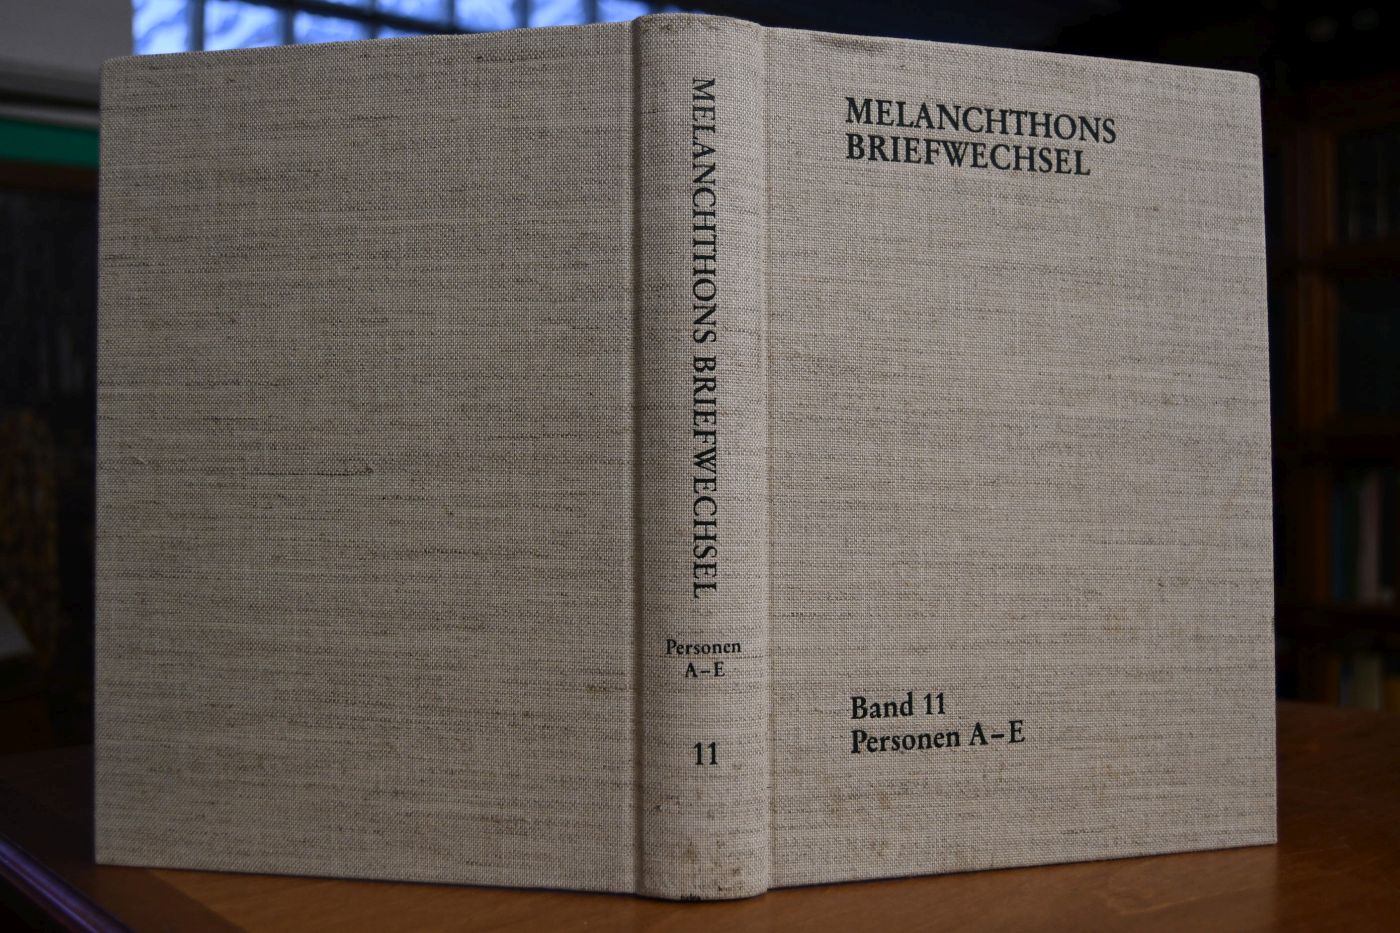 MELANCHTHONS BRIEFWECHSEL
Personen
A–E
11
MELANCHTHONS
BRIEFWECHSEL
Band 11
Personen A–E